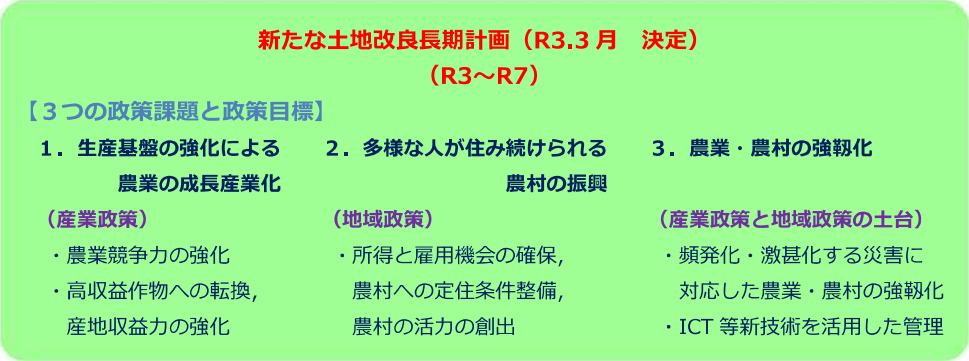 新たな土地改良長期計画（R3.3月　決定）
（R3～R7）
【３つの政策課題と政策目標】
１．生産基盤の強化による
農業の成長産業化
（産業政策）
・農業競争力の強化
・高収益作物への転換，
産地収益力の強化
２．多様な人が住み続けられる
農村の振興
（地域政策）
・所得と雇用機会の確保，
農村への定住条件整備，
農村の活力の創出
３．農業・農村の強靱化
（産業政策と地域政策の土台）
・頻発化・激甚化する災害に
対応した農業・農村の強靱化
・ICT 等新技術を活用した管理